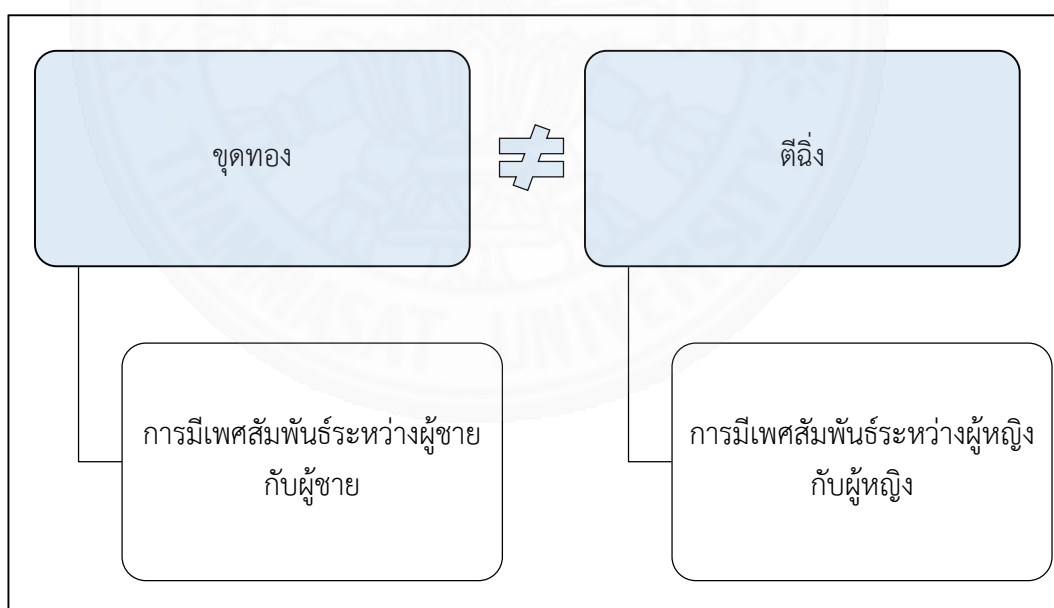 ขุดทอง
≠
ตีฉิ่ง
การมีเพศสัมพันธ์ระหว่างผู้ชาย
กับผู้ชาย
การมีเพศสัมพันธ์ระหว่างผู้หญิง
กับผู้หญิง
THAMMASAT UNIVERSITY